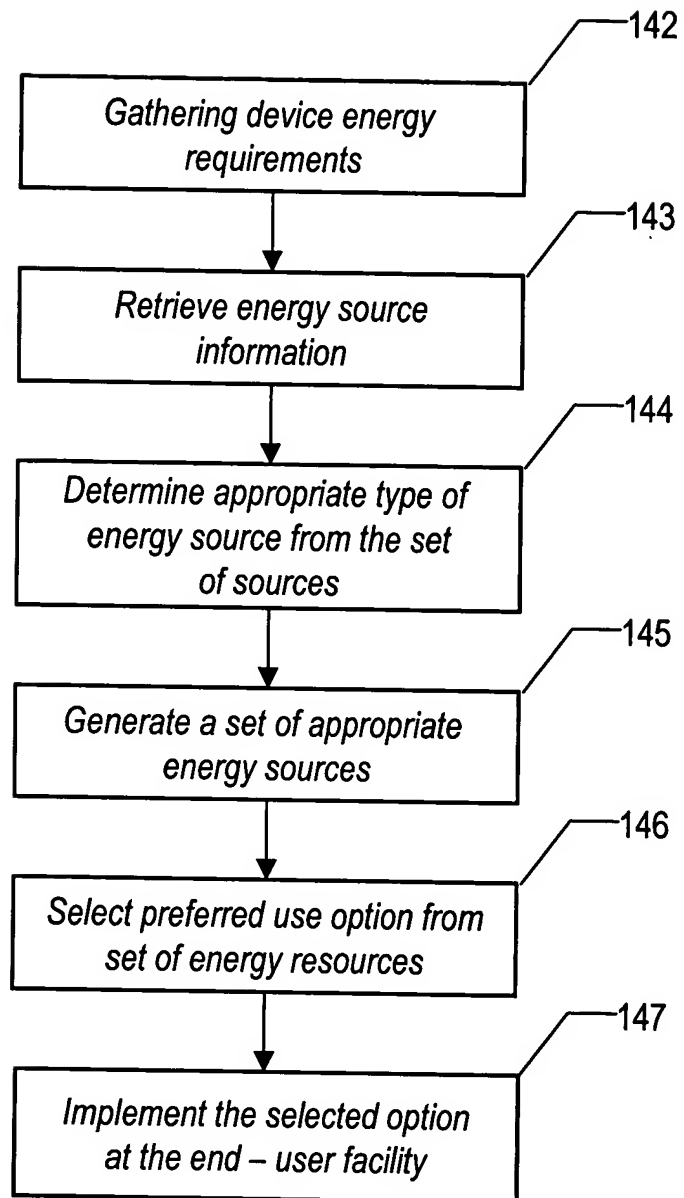 142
Gathering device energy
requirements
143
Retrieve energy source
information
144
Determine appropriate type of
energy source from the set
of sources
145
Generate a set of appropriate
energy sources
146
Select preferred use option from
set of energy resources
147
Implement the selected option
at the end – user facility